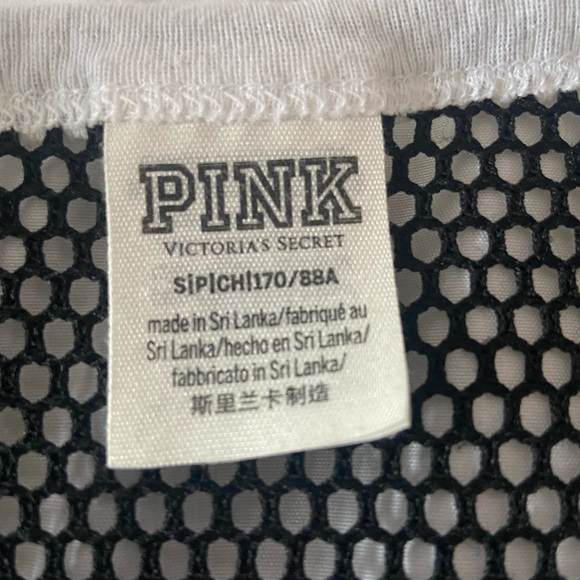 PINK
VICTORIA'S SECRET
S|P|CH|170/88A
made in Sri Lanka/fabriqué au
Sri Lanka/hecho en Sri Lanka/
fabbricato in Sri Lanka/
斯里兰卡制造